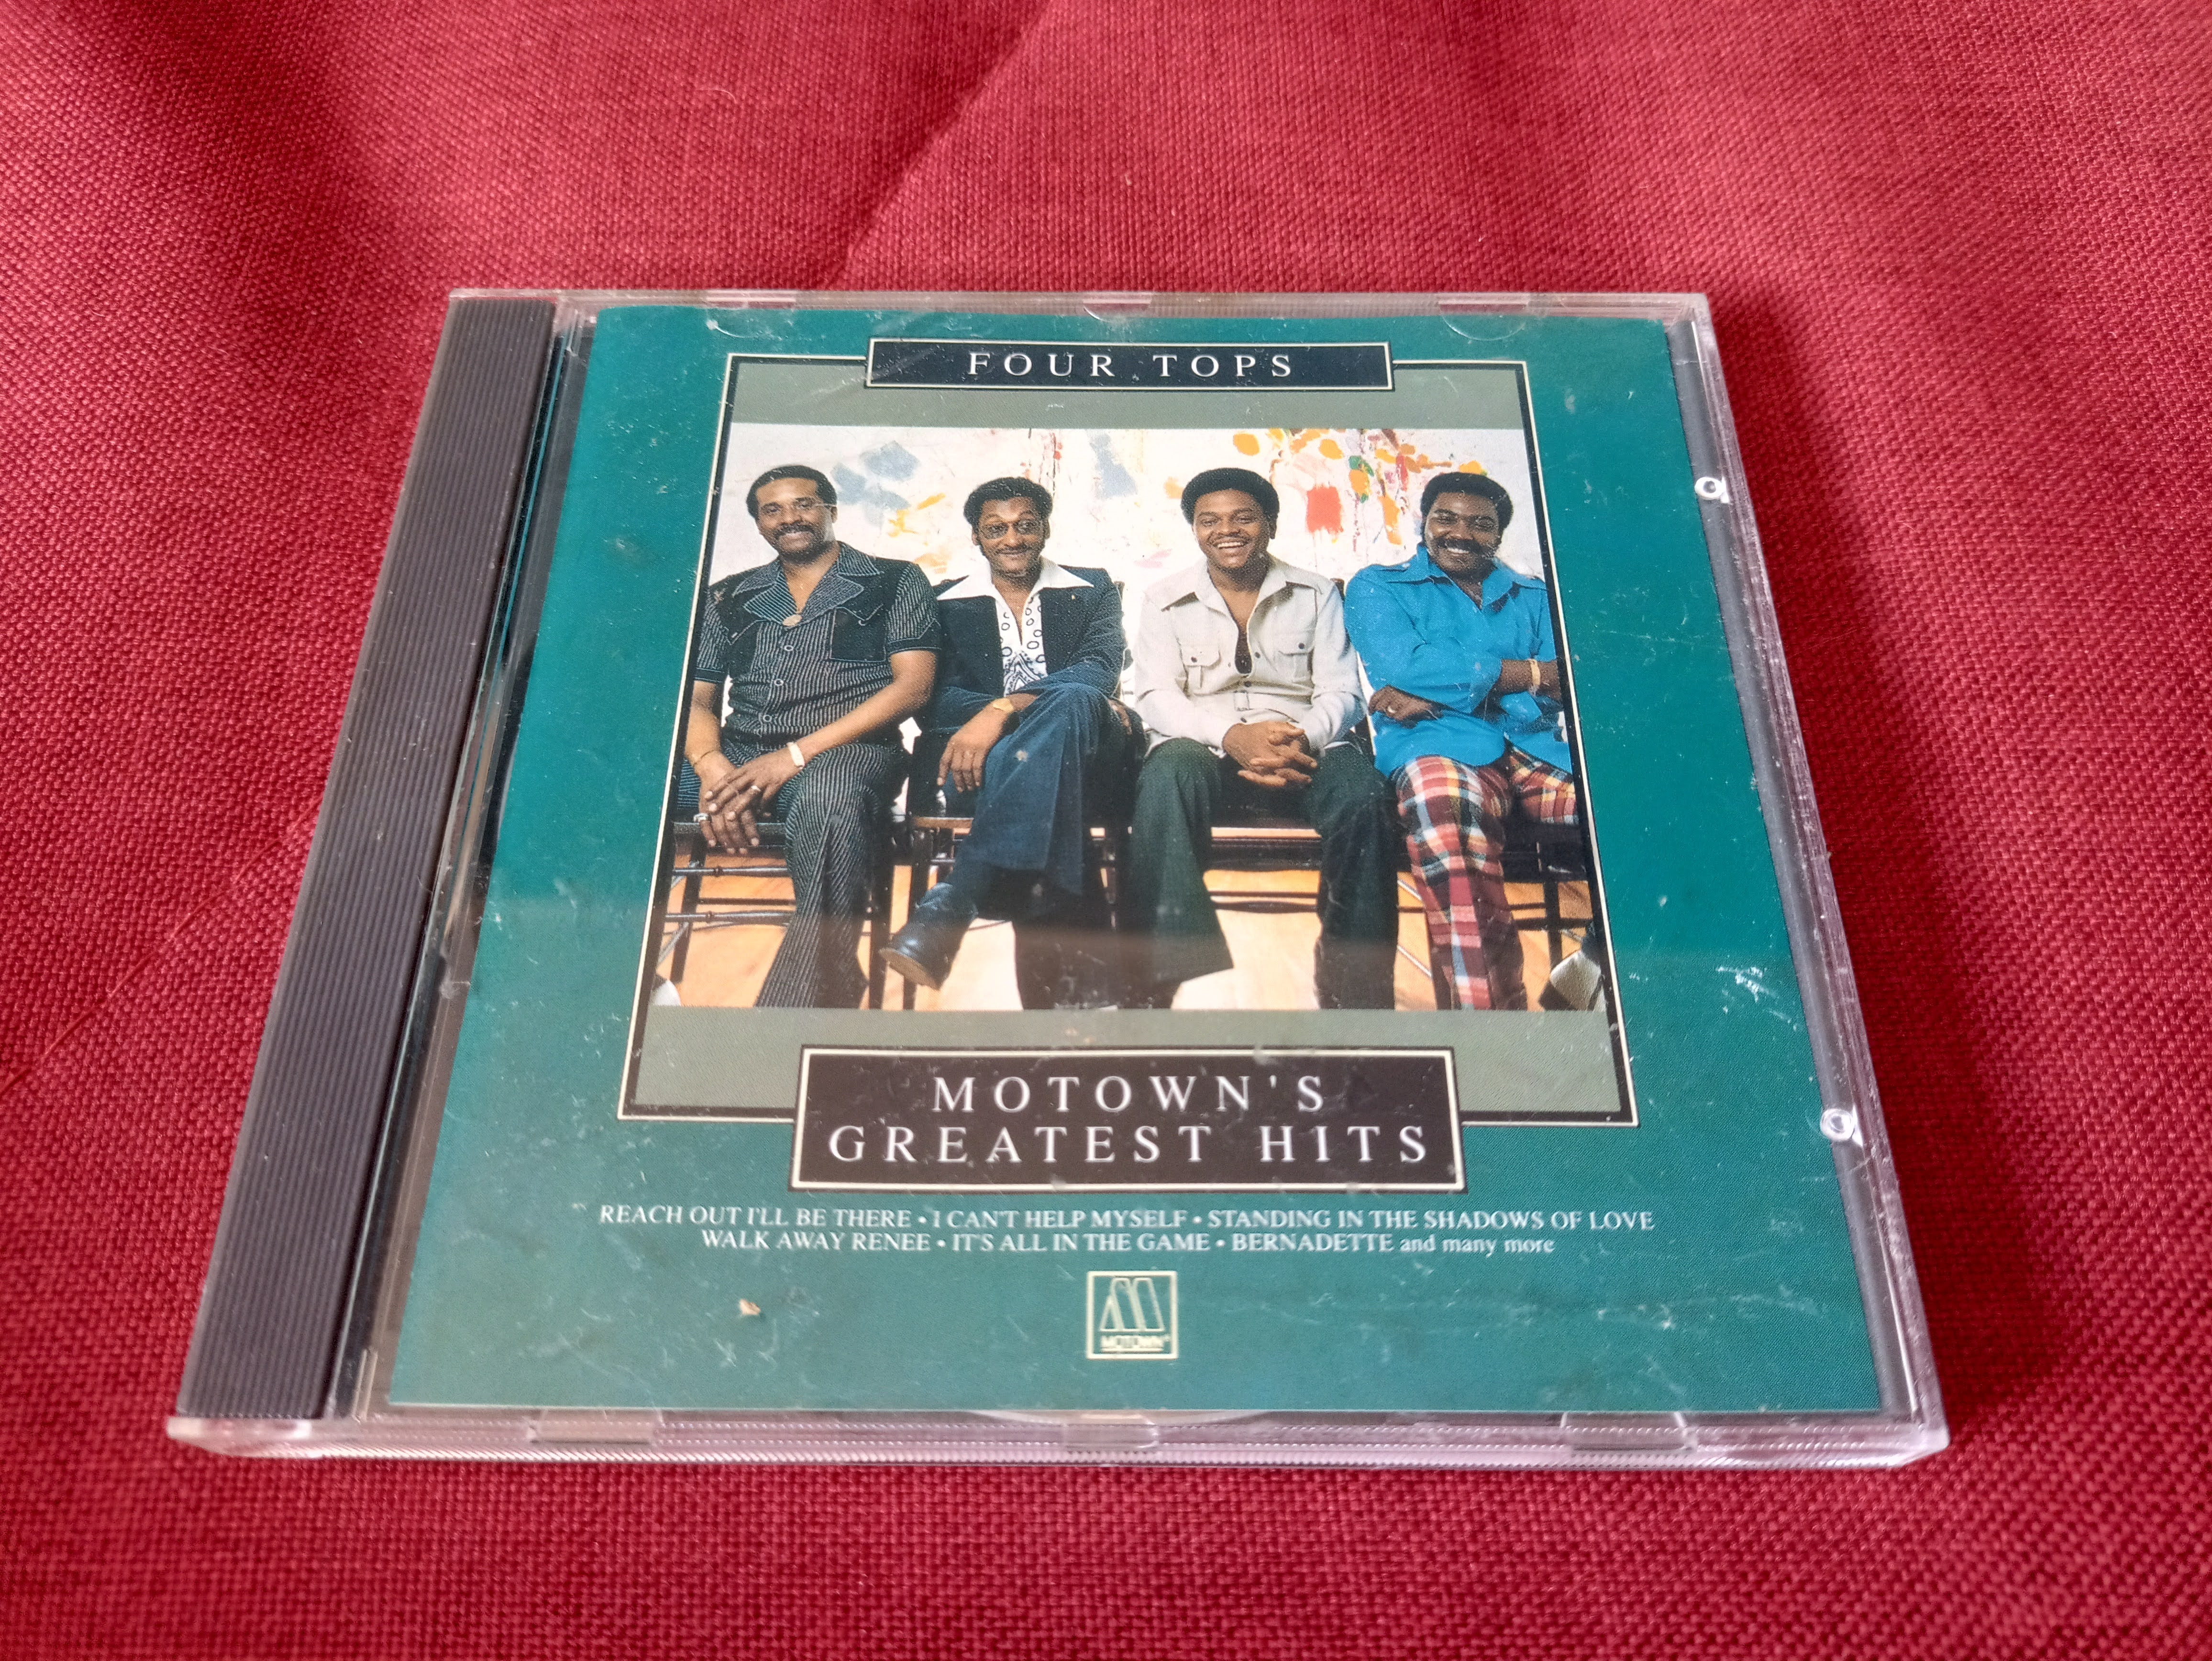 FOUR TOPS
MOTOWN'S
GREATEST HITS
REACH OUT I'LL BE THERE • I CAN'T HELP MYSELF • STANDING IN THE SHADOWS OF LOVE
WALK AWAY RENEE • IT'S ALL IN THE GAME • BERNADETTE and many more
M
MOTOWN®